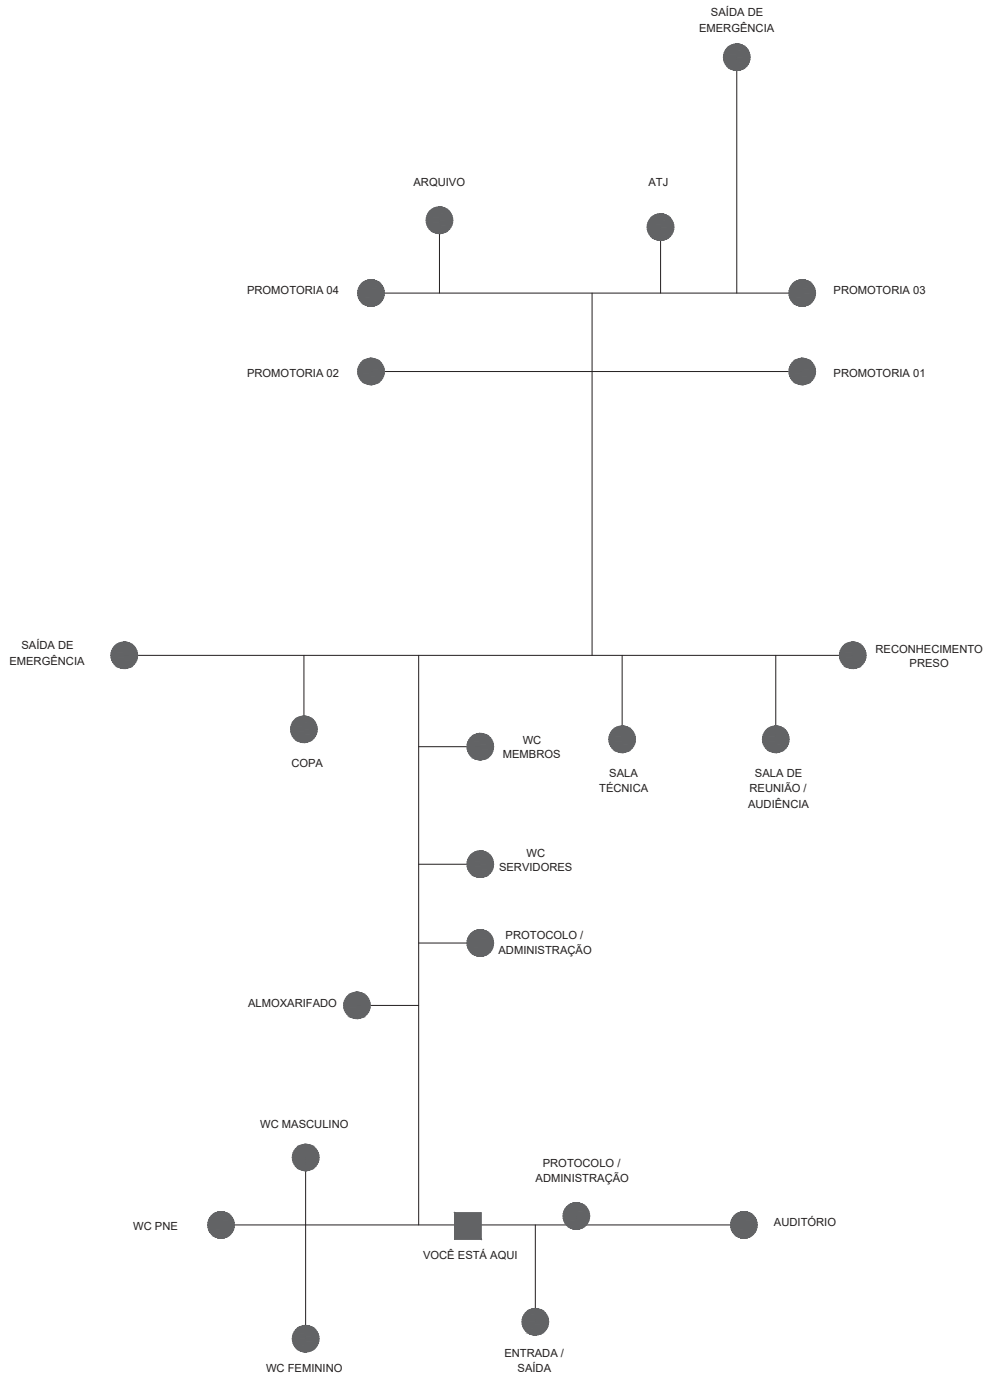 SAÍDA DE
EMERGÊNCIA
ARQUIVO
ATJ
PROMOTORIA 04
PROMOTORIA 03
PROMOTORIA 02
PROMOTORIA 01
SAÍDA DE
EMERGÊNCIA
RECONHECIMENTO
PRESO
COPA
WC
MEMBROS
SALA
TÉCNICA
SALA DE
REUNIÃO /
AUDIÊNCIA
WC
SERVIDORES
PROTOCOLO /
ADMINISTRAÇÃO
ALMOXARIFADO
WC MASCULINO
PROTOCOLO /
ADMINISTRAÇÃO
WC PNE
AUDITÓRIO
VOCÊ ESTÁ AQUI
WC FEMININO
ENTRADA /
SAÍDA